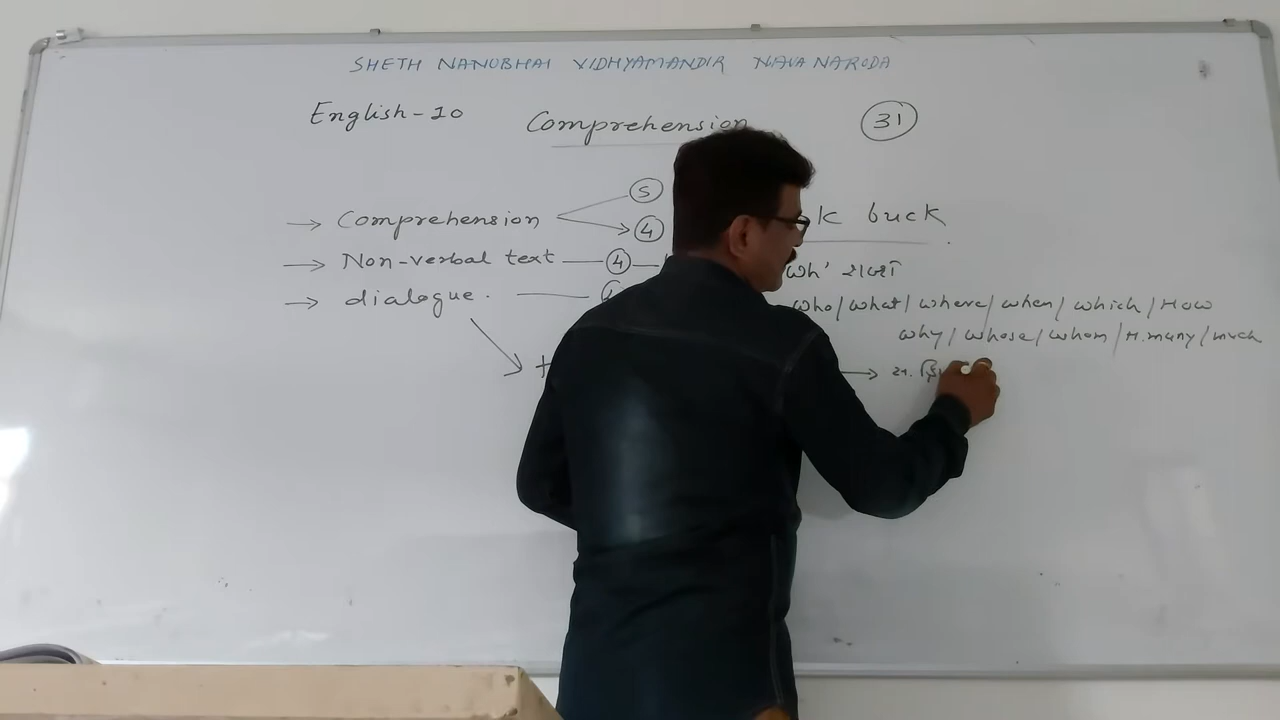 SHETH NANUBHAI VIDHYAMANDIR NAVA NARODA
English-10 Comprehension 31
→ Comprehension 5
4 k buck
→ Non-verbal text — 4 — wh' શબ્દો
→ dialogue. —
who/what/where/when/which/How
why/whose/whom/H.many/much
+ → સ. ક્રિ